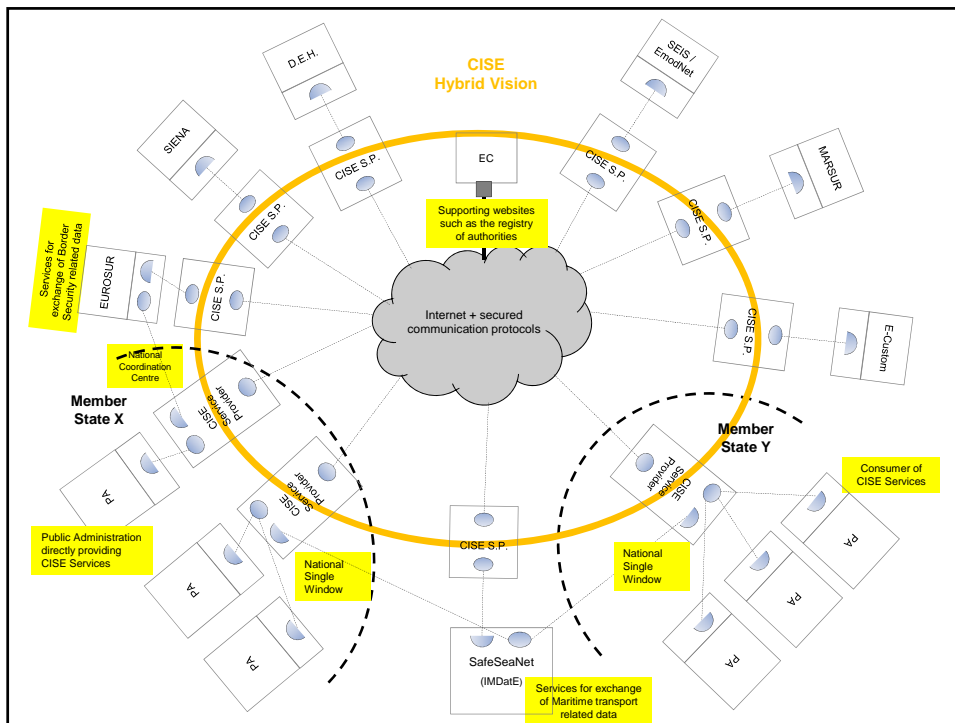 CISE
Hybrid Vision
D.E.H.
SEIS /
EmodNet
SIENA
MARSUR
CISE S.P.
EC
CISE S.P.
CISE S.P.
CISE S.P.
Supporting websites
such as the registry
of authorities
Services for
exchange of Border
Security related data
EUROSUR
CISE S.P.
Internet + secured
communication protocols
CISE S.P.
E-Custom
National
Coordination
Centre
Member
State X
CISE
Service
Provider
Member
State Y
CISE
Service
Provider
CISE
Service
Provider
Consumer of
CISE Services
PA
Public Administration
directly providing
CISE Services
CISE S.P.
National
Single
Window
National
Single
Window
PA
PA
PA
PA
PA
SafeSeaNet
(IMDatE)
Services for exchange
of Maritime transport
related data